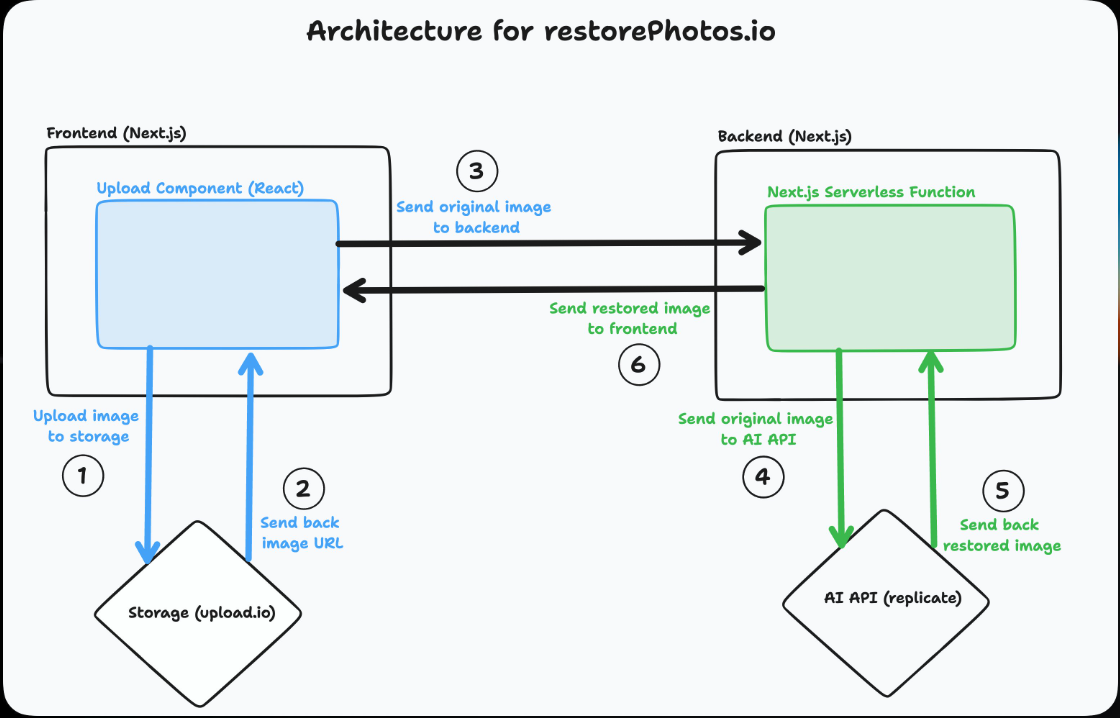 Architecture for restorePhotos.io
Frontend (Next.js)
Upload Component (React)
Backend (Next.js)
Next.js Serverless Function
3
Send original image
to backend
Send restored image
to frontend
6
Upload image
to storage
1
2
Send back
image URL
Storage (upload.io)
Send original image
to AI API
4
5
Send back
restored image
AI API (replicate)